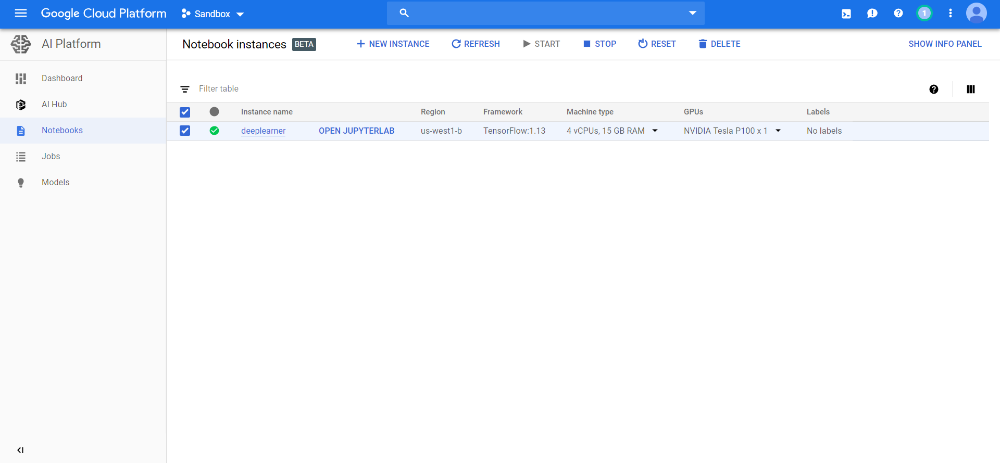 Google Cloud Platform Sandbox 1
AI Platform
Notebook instances BETA NEW INSTANCE REFRESH START STOP RESET DELETE SHOW INFO PANEL
Dashboard
AI Hub
Notebooks
Jobs
Models
Filter table
Instance name Region Framework Machine type GPUs Labels
deeplearner OPEN JUPYTERLAB us-west1-b TensorFlow:1.13 4 vCPUs, 15 GB RAM NVIDIA Tesla P100 x 1 No labels